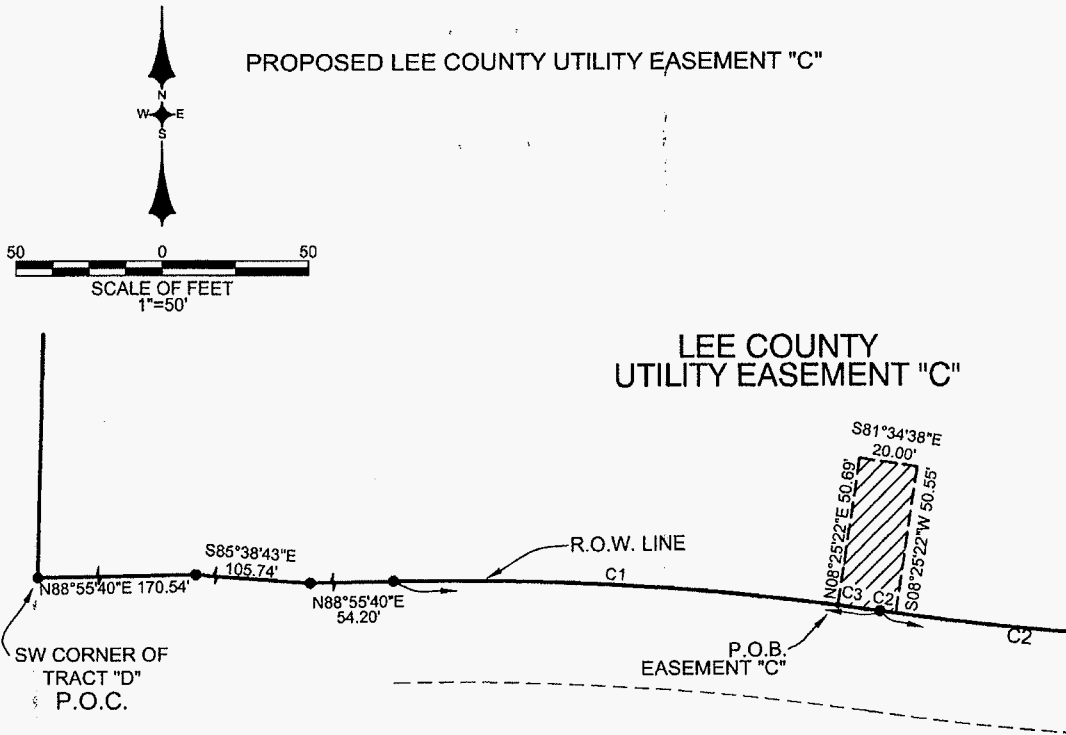 PROPOSED LEE COUNTY UTILITY EASEMENT "C"
N
W E
S
50 0 50
SCALE OF FEET
1"=50'
LEE COUNTY
UTILITY EASEMENT "C"
S81°34'38"E
20.00'
N08°25'22"E 50.69'
S08°25'22"W 50.55'
R.O.W. LINE
S85°38'43"E
105.74'
C1
N88°55'40"E 170.54'
N88°55'40"E
54.20'
C3 C2
C2
P.O.B.
EASEMENT "C"
SW CORNER OF
TRACT "D"
P.O.C.